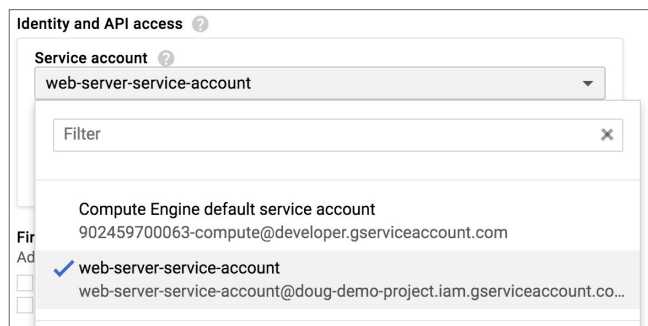 Identity and API access
Service account
web-server-service-account
Filter
Compute Engine default service account
902459700063-compute@developer.gserviceaccount.com
Fir
Ad
web-server-service-account
web-server-service-account@doug-demo-project.iam.gserviceaccount.co...